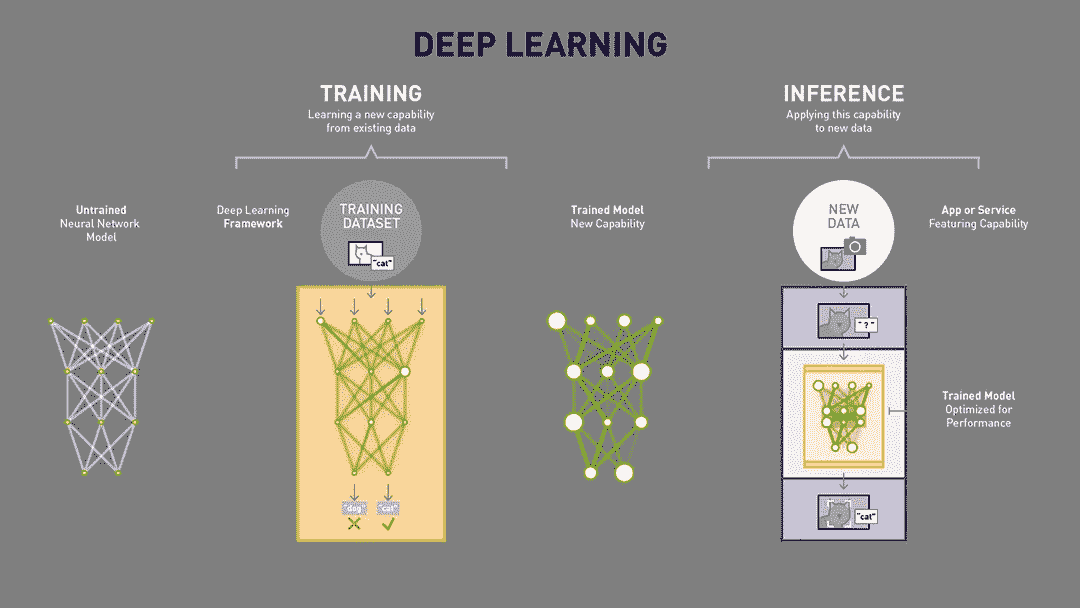 DEEP LEARNING
TRAINING
Learning a new capability
from existing data
INFERENCE
Applying this capability
to new data
Untrained
Neural Network
Model
Deep Learning
Framework
TRAINING
DATASET
"cat"
Trained Model
New Capability
NEW
DATA
App or Service
Featuring Capability
"?"
Trained Model
Optimized for
Performance
"dog"
"cat"
"cat"